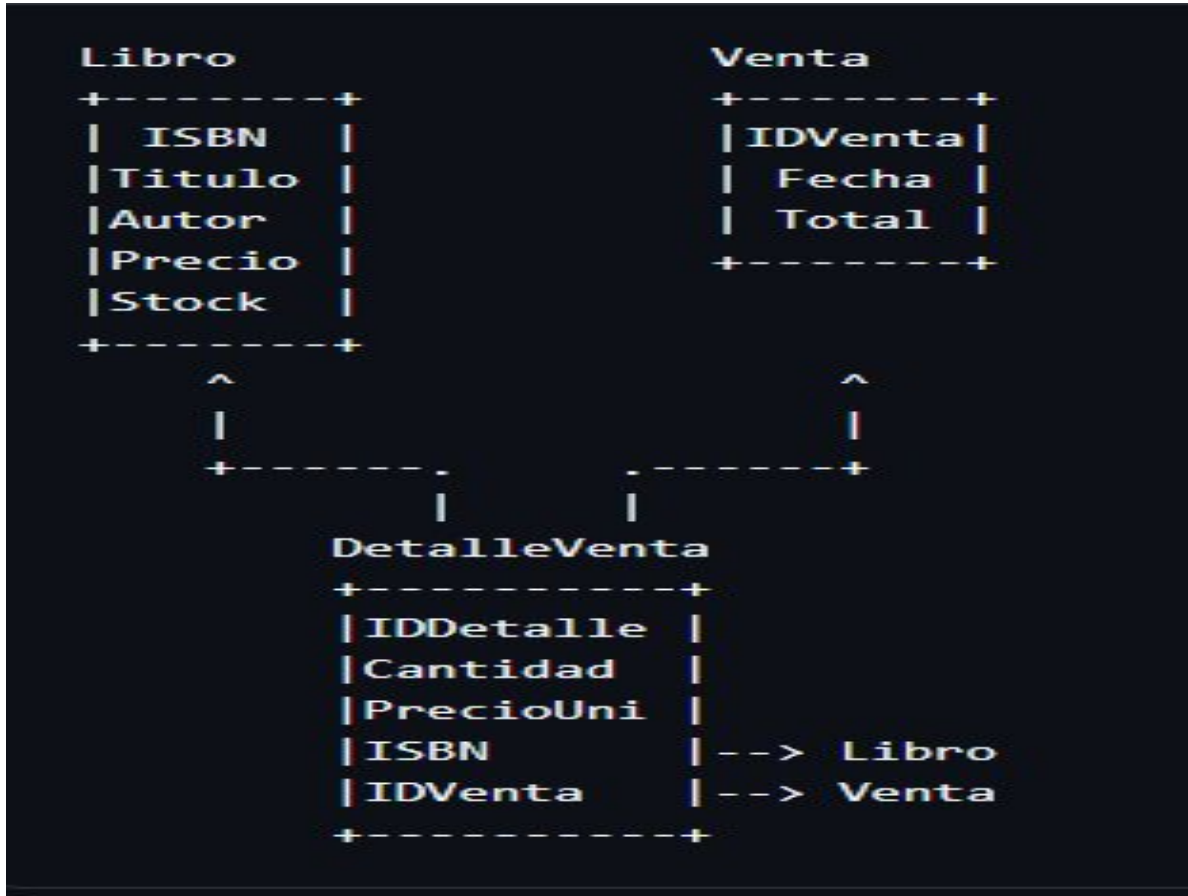 Libro                    Venta
+--------+               +--------+
|  ISBN  |               |IDVenta|
|Titulo |               | Fecha |
|Autor  |               | Total |
|Precio |               +--------+
|Stock  |
+--------+
^                    ^
|                    |
+-------.      .-------+
|      |
DetalleVenta
+-----------+
|IDDetalle |
|Cantidad  |
|PrecioUni |
|ISBN      |--> Libro
|IDVenta   |--> Venta
+-----------+